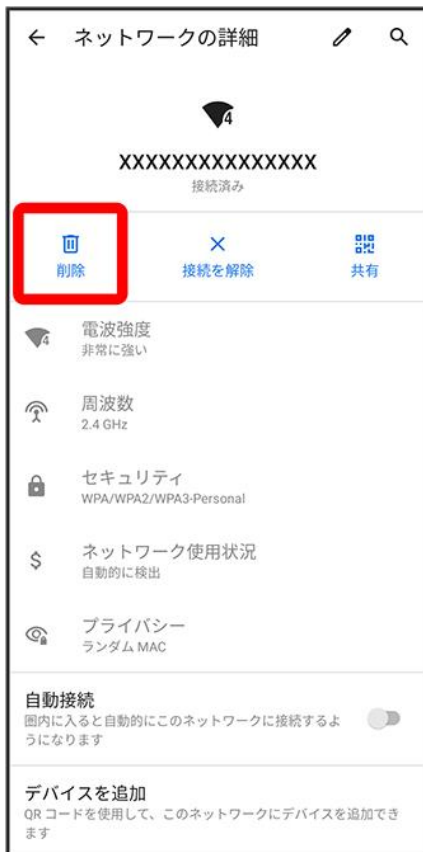 ネットワークの詳細
4
XXXXXXXXXXXXXXX
接続済み
削除
接続を解除
共有
4
電波強度
非常に強い
周波数
2.4 GHz
セキュリティ
WPA/WPA2/WPA3-Personal
$
ネットワーク使用状況
自動的に検出
プライバシー
ランダム MAC
自動接続
圏内に入ると自動的にこのネットワークに接続するよ
うになります
デバイスを追加
QR コードを使用して、このネットワークにデバイスを追加でき
ます